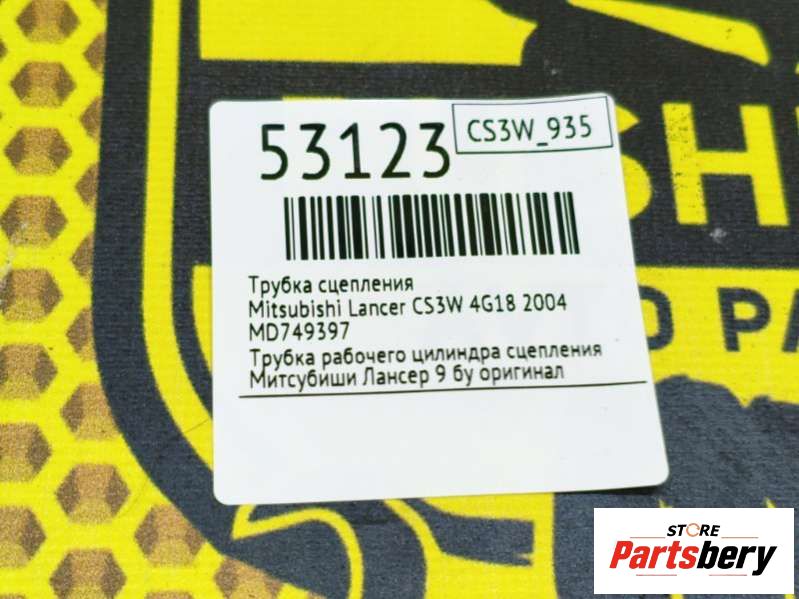 53123
CS3W_935
Трубка сцепления
Mitsubishi Lancer CS3W 4G18 2004
MD749397
Трубка рабочего цилиндра сцепления
Митсубиши Лансер 9 бу оригинал
STORE
Partsbery